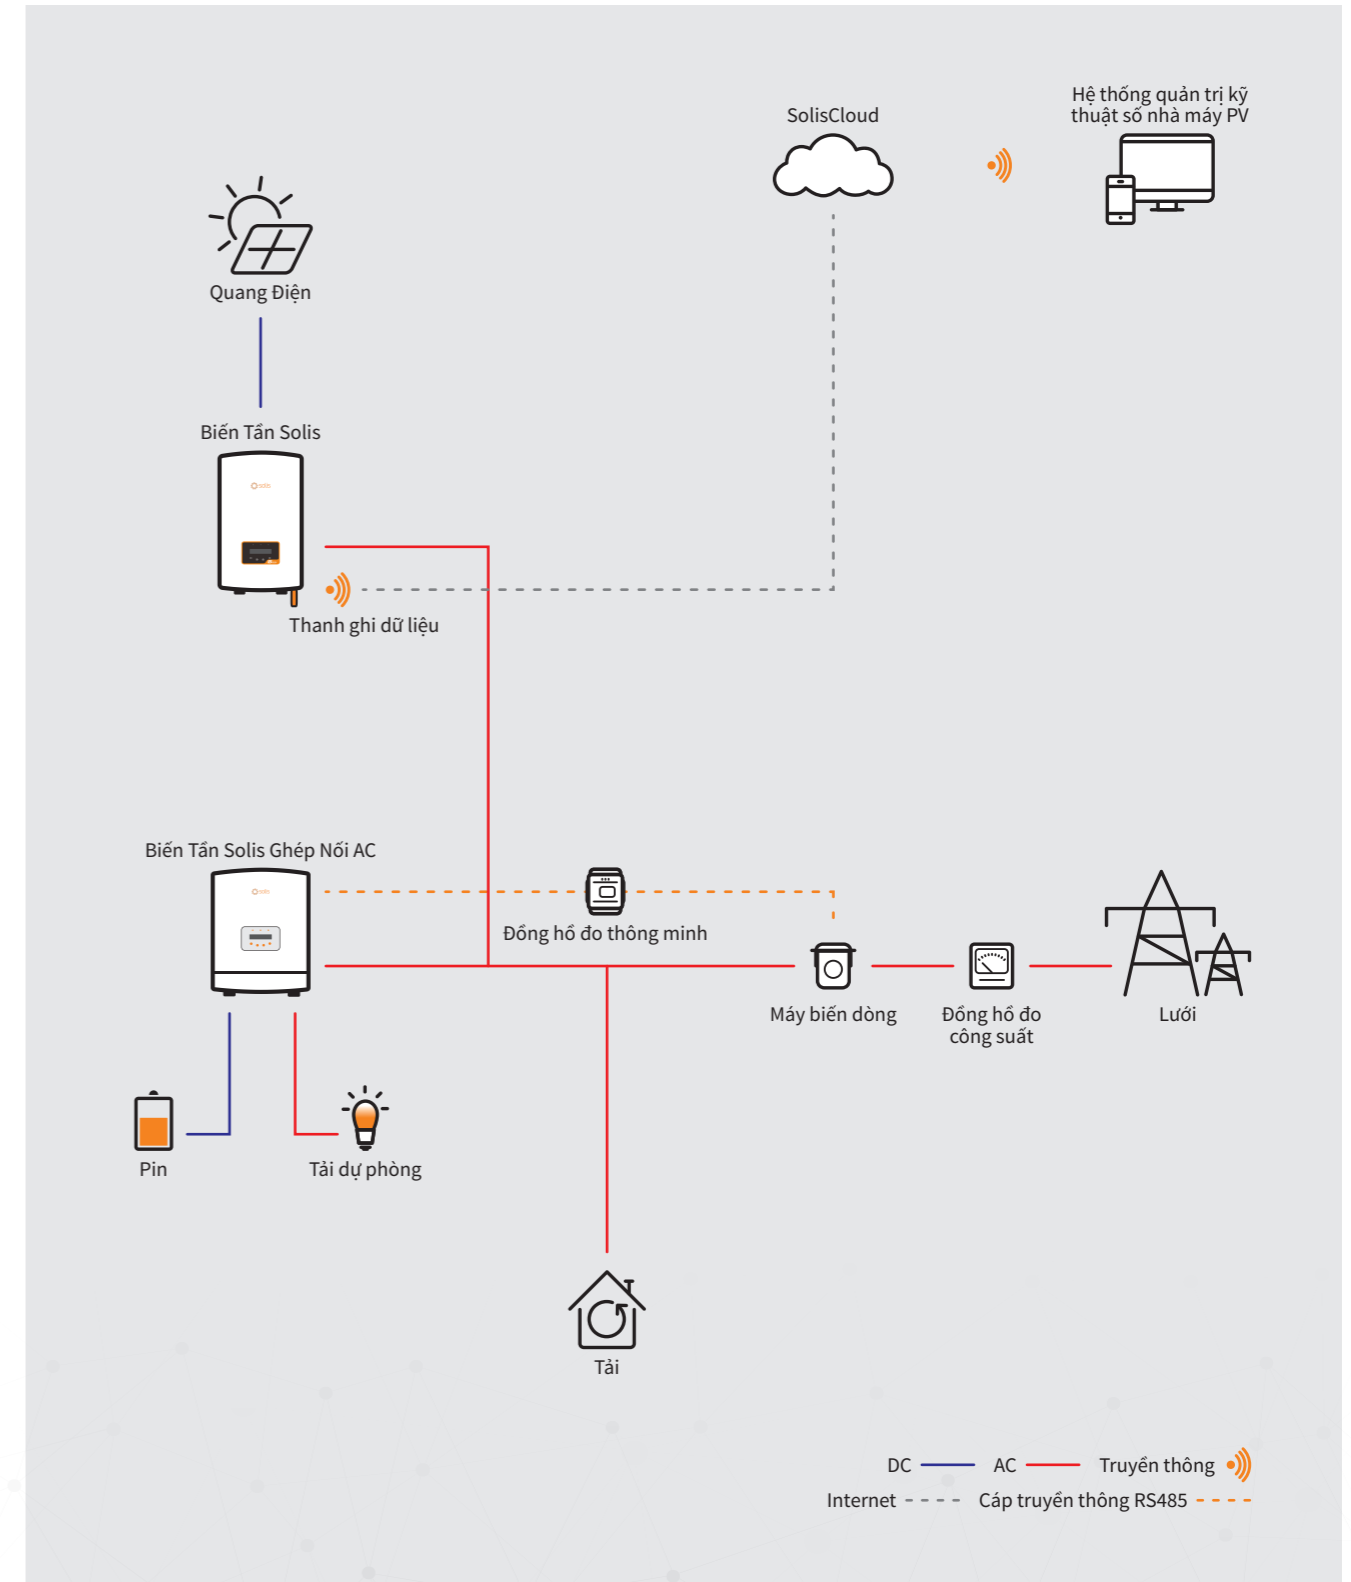 Hệ thống quản trị kỹ
thuật số nhà máy PV
SolisCloud
Quang Điện
Biến Tần Solis
solis
Thanh ghi dữ liệu
Biến Tần Solis Ghép Nối AC
solis
Đồng hồ đo thông minh
Máy biến dòng
Đồng hồ đo
công suất
Lưới
Pin
Tải dự phòng
Tải
DC AC Truyền thông
Internet Cáp truyền thông RS485